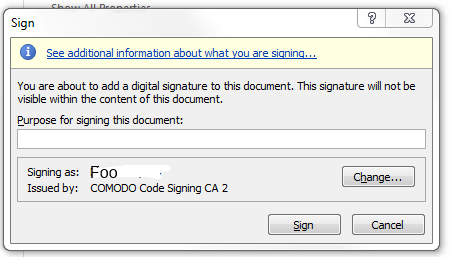 Show All Properties
Sign
?
See additional information about what you are signing...
You are about to add a digital signature to this document. This signature will not be
visible within the content of this document.
Purpose for signing this document:
Signing as: Foo
Change...
Issued by: COMODO Code Signing CA 2
Sign Cancel